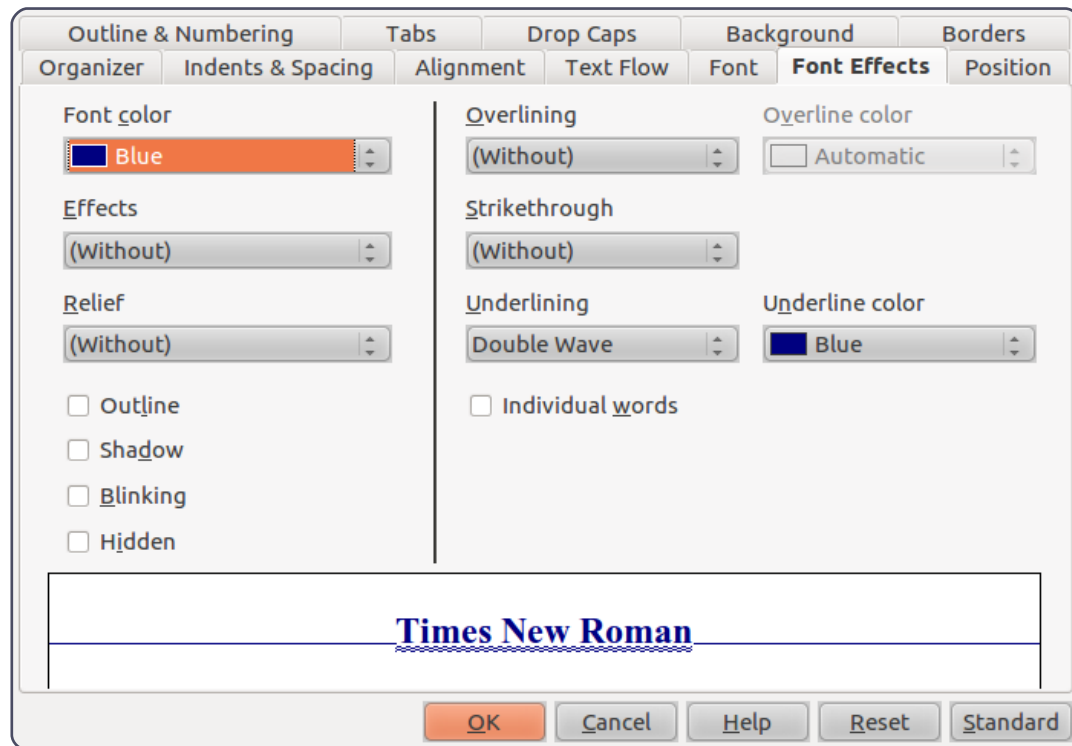 Outline & Numbering Tabs Drop Caps Background Borders
Organizer Indents & Spacing Alignment Text Flow Font Font Effects Position
Font color Overlining Overline color
Blue (Without) Automatic
Effects Strikethrough
(Without) (Without)
Relief Underlining Underline color
(Without) Double Wave Blue
Outline Individual words
Shadow
Blinking
Hidden
Times New Roman
OK Cancel Help Reset Standard